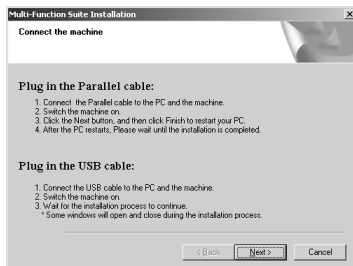 Multi-Function Suite Installation
Connect the machine
Plug in the Parallel cable:
1. Connect the Parallel cable to the PC and the machine.
2. Switch the machine on.
3. Click the Next button, and then click Finish to restart your PC.
4. After the PC restarts, Please wait until the installation is completed.
Plug in the USB cable:
1. Connect the USB cable to the PC and the machine.
2. Switch the machine on.
3. Wait for the installation process to continue.
* Some windows will open and close during the installation process.
< Back Next > Cancel